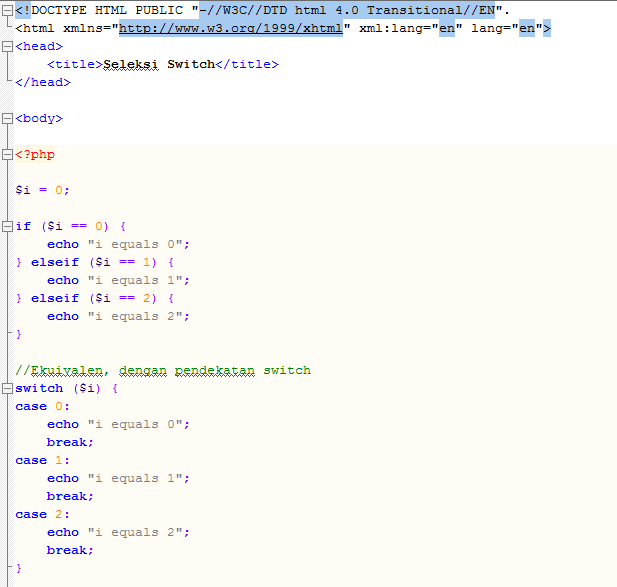 <!DOCTYPE HTML PUBLIC "-//W3C//DTD html 4.0 Transitional//EN".
<html xmlns="http://www.w3.org/1999/xhtml" xml:lang="en" lang="en">
<head>
    <title>Seleksi Switch</title>
</head>
<body>
<?php
$i = 0;
if ($i == 0) {
    echo "i equals 0";
} elseif ($i == 1) {
    echo "i equals 1";
} elseif ($i == 2) {
    echo "i equals 2";
}
//Ekuivalen, dengan pendekatan switch
switch ($i) {
case 0:
    echo "i equals 0";
    break;
case 1:
    echo "i equals 1";
    break;
case 2:
    echo "i equals 2";
    break;
}